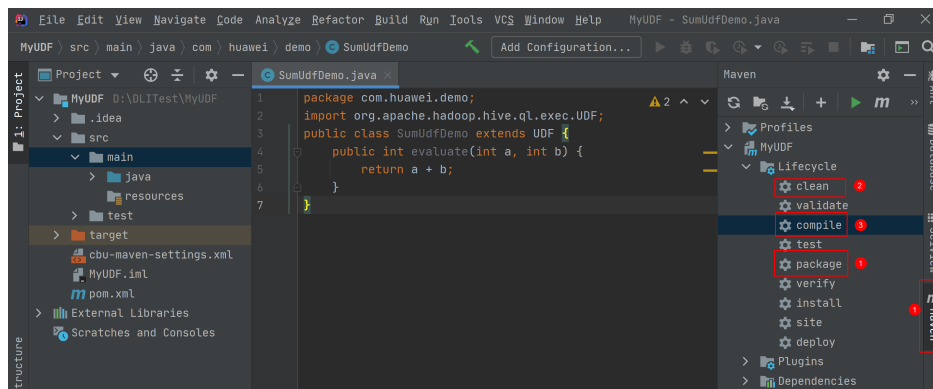 File Edit View Navigate Code Analyze Refactor Build Run Tools VCS Window Help MyUDF - SumUdfDemo.java
MyUDF src main java com huawei demo SumUdfDemo Add Configuration...
1: Project
Project
SumUdfDemo.java
Maven
MyUDF D:\DLITest\MyUDF
.idea
src
main
java
resources
test
target
cbu-maven-settings.xml
MyUDF.iml
pom.xml
External Libraries
Scratches and Consoles
1 package com.huawei.demo;
2 import org.apache.hadoop.hive.ql.exec.UDF;
3 public class SumUdfDemo extends UDF {
4 public int evaluate(int a, int b) {
5 return a + b;
6 }
7 }
2
m
Profiles
MyUDF
Lifecycle
clean 2
validate
compile 3
test
package 1
verify
install
site
deploy
Plugins
Dependencies
1